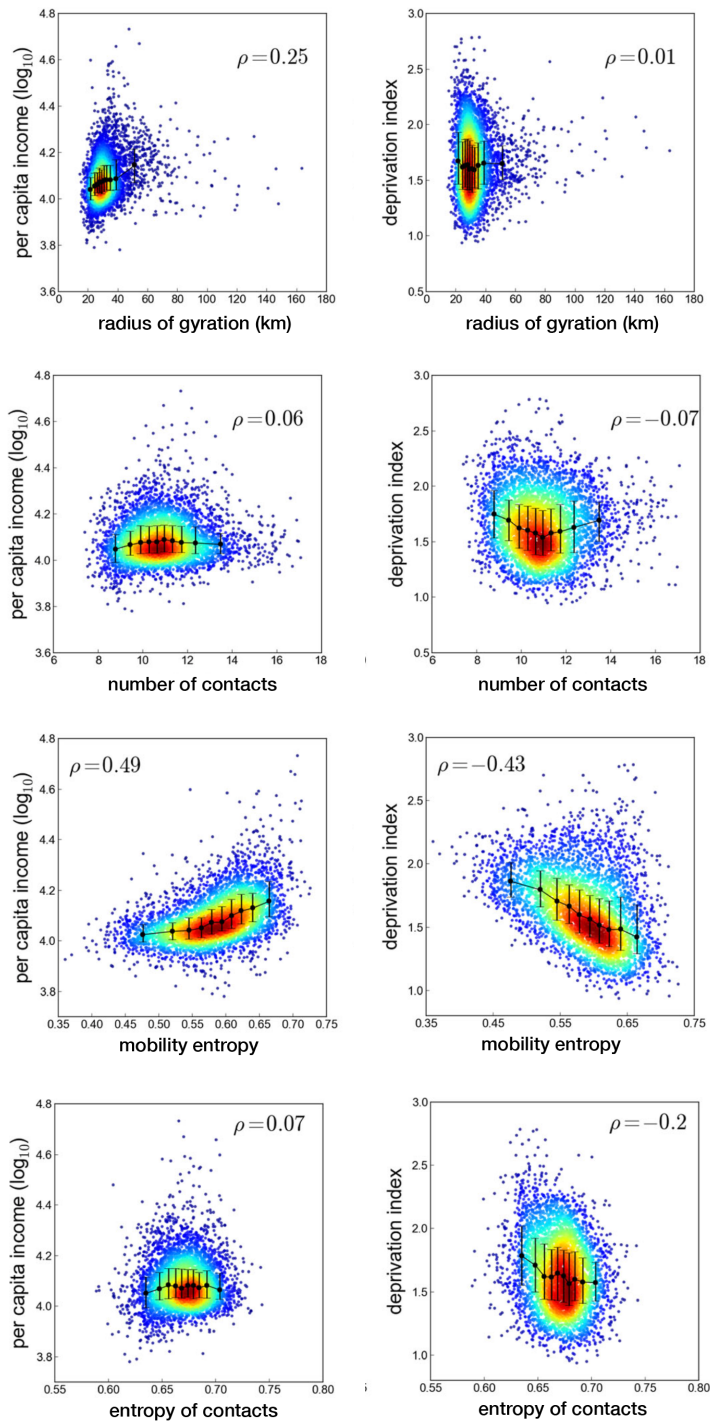 per capita income (log10)
4.8
4.6
4.4
4.2
4.0
3.8
3.6
ρ=0.25
0 20 40 60 80 100 120 140 160 180
radius of gyration (km)
deprivation index
3.0
2.5
2.0
1.5
1.0
0.5
ρ=0.01
0 20 40 60 80 100 120 140 160 180
radius of gyration (km)
per capita income (log10)
4.8
4.6
4.4
4.2
4.0
3.8
3.6
ρ=0.06
6 8 10 12 14 16 18
number of contacts
deprivation index
3.0
2.5
2.0
1.5
1.0
0.5
ρ=−0.07
6 8 10 12 14 16 18
number of contacts
per capita income (log10)
4.8
4.6
4.4
4.2
4.0
3.8
ρ=0.49
0.35 0.40 0.45 0.50 0.55 0.60 0.65 0.70 0.75
mobility entropy
deprivation index
3.0
2.5
2.0
1.5
1.0
ρ=−0.43
0.35 0.45 0.55 0.65 0.75
mobility entropy
per capita income (log10)
4.8
4.6
4.4
4.2
4.0
3.8
ρ=0.07
0.55 0.60 0.65 0.70 0.75 0.80
entropy of contacts
deprivation index
3.0
2.5
2.0
1.5
1.0
ρ=−0.2
0.55 0.60 0.65 0.70 0.75 0.80
entropy of contacts